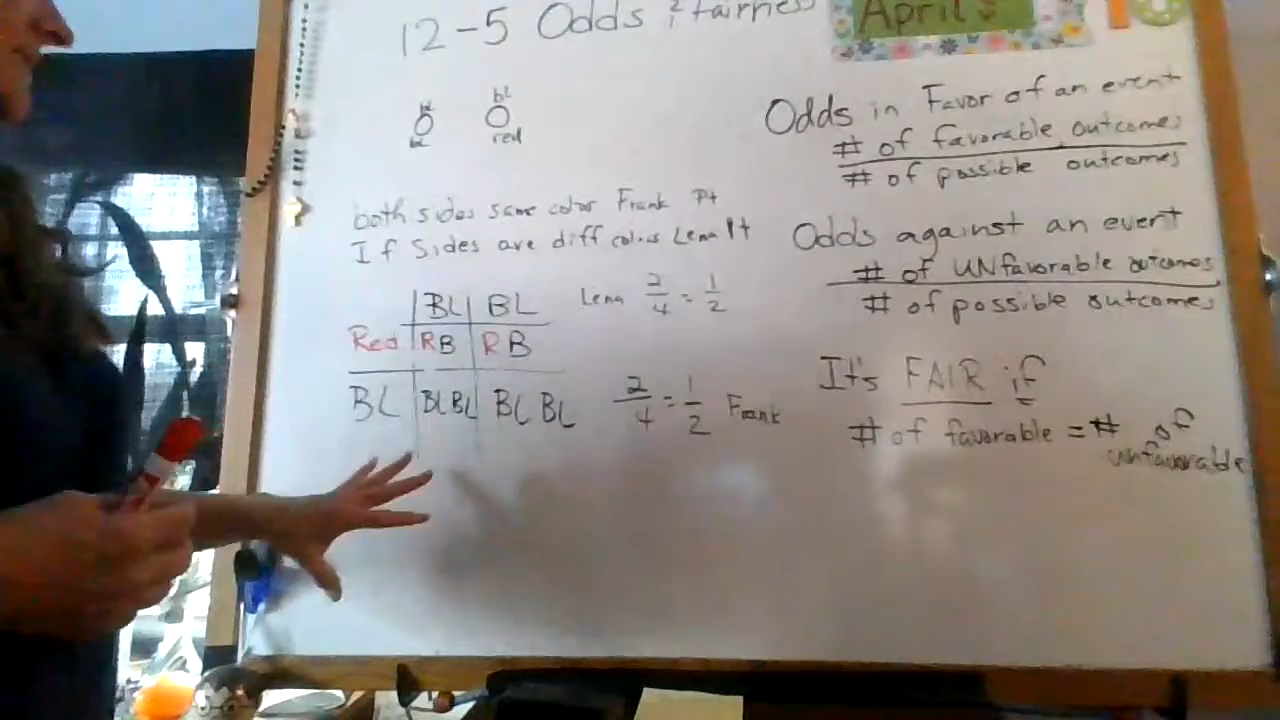 12-5 Odds & fairness
April
bl
bl
bl
red
Odds in Favor of an event
# of favorable outcomes
# of possible outcomes
both sides same color Frank Pt
If Sides are diff colors Lena 1t
Odds against an event
# of UNfavorable outcomes
# of possible outcomes
BL BL
Red RB RB
BL BLBL BL BL
Lena 2/4 = 1/2
2/4 = 1/2 Frank
It's FAIR if
# of favorable = # of
unfavorable